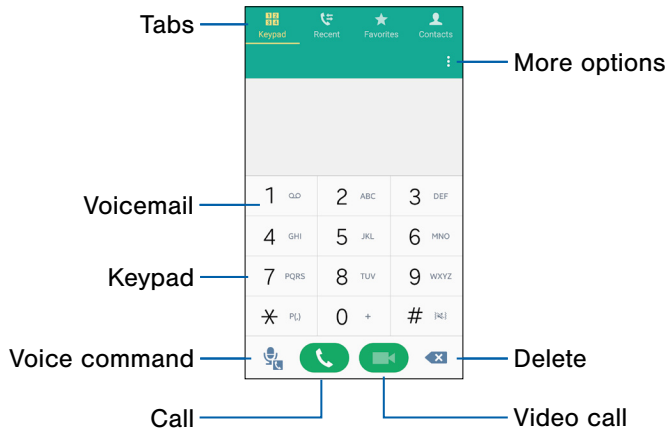 Tabs
Keypad Recent Favorites Contacts
More options
Voicemail
1 2 ABC 3 DEF
4 GHI 5 JKL 6 MNO
Keypad
7 PQRS 8 TUV 9 WXYZ
* P(,) 0 + #
Voice command
Delete
Call
Video call